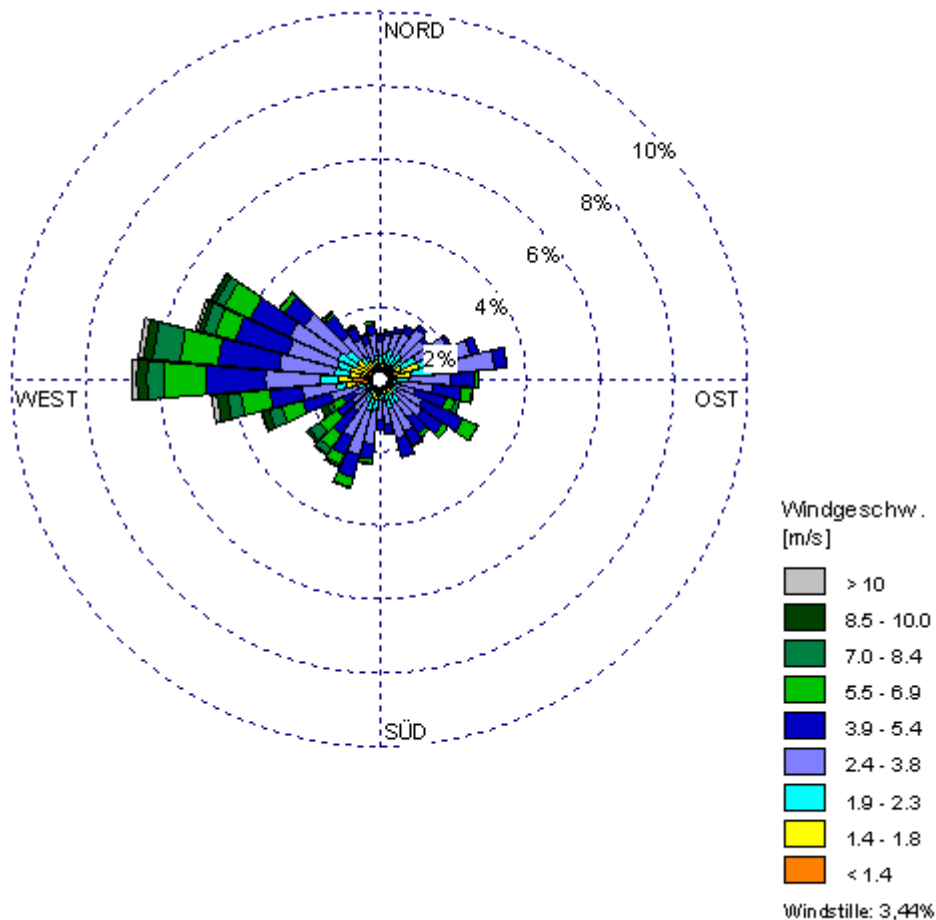 NORD
10%
8%
6%
4%
2%
WEST
OST
SÜD
Windgeschw.
[m/s]
> 10
8.5 - 10.0
7.0 - 8.4
5.5 - 6.9
3.9 - 5.4
2.4 - 3.8
1.9 - 2.3
1.4 - 1.8
< 1.4
Windstille: 3,44%